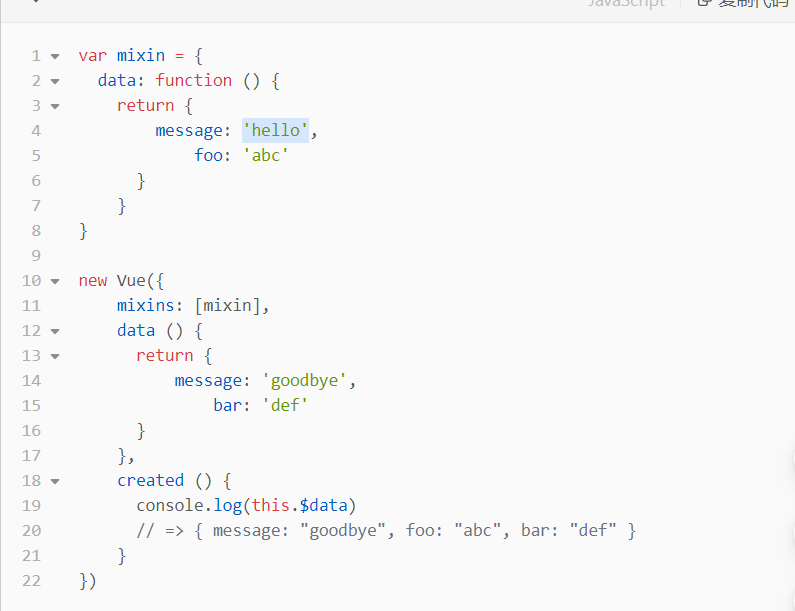 JavaScript 复制代码
1 var mixin = {
2 data: function () {
3 return {
4 message: 'hello',
5 foo: 'abc'
6 }
7 }
8 }
9
10 new Vue({
11 mixins: [mixin],
12 data () {
13 return {
14 message: 'goodbye',
15 bar: 'def'
16 }
17 },
18 created () {
19 console.log(this.$data)
20 // => { message: "goodbye", foo: "abc", bar: "def" }
21 }
22 })